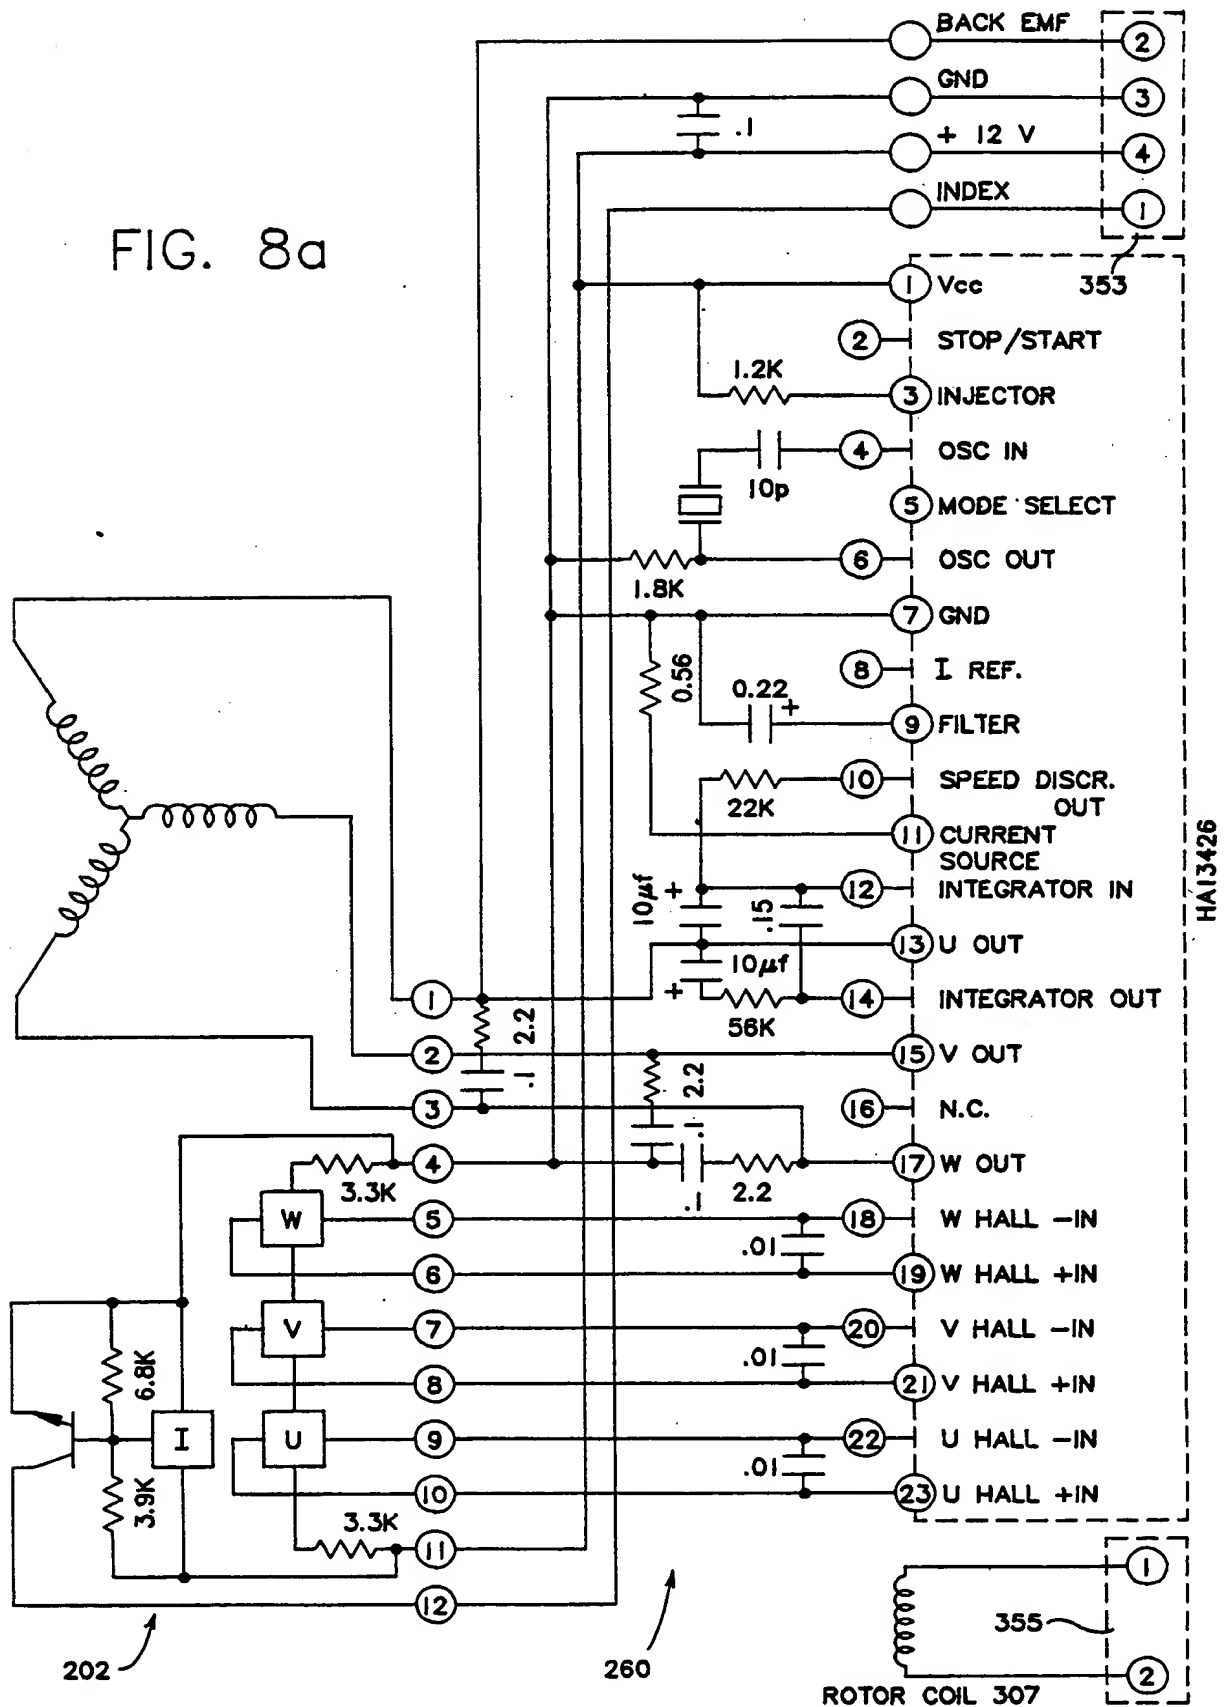 BACK EMF
2
GND
3
.1
+ 12 V
4
INDEX
1
FIG. 8a
353
1 Vcc
2 STOP/START
1.2K
3 INJECTOR
4 OSC IN
10p
5 MODE SELECT
6 OSC OUT
1.8K
7 GND
0.56
8 I REF.
0.22
+
9 FILTER
10 SPEED DISCR. OUT
22K
11 CURRENT SOURCE
HA13426
12 INTEGRATOR IN
10µf +
.15
13 U OUT
10µf
+
1
14 INTEGRATOR OUT
56K
2.2
2
15 V OUT
.1
2.2
3
16 N.C.
.1
4
17 W OUT
3.3K
.1
2.2
W
5
18 W HALL -IN
.01
6
19 W HALL +IN
V
7
20 V HALL -IN
.01
6.8K
8
21 V HALL +IN
I
U
9
22 U HALL -IN
.01
3.9K
10
23 U HALL +IN
3.3K
11
1
12
355
202
260
2
ROTOR COIL 307